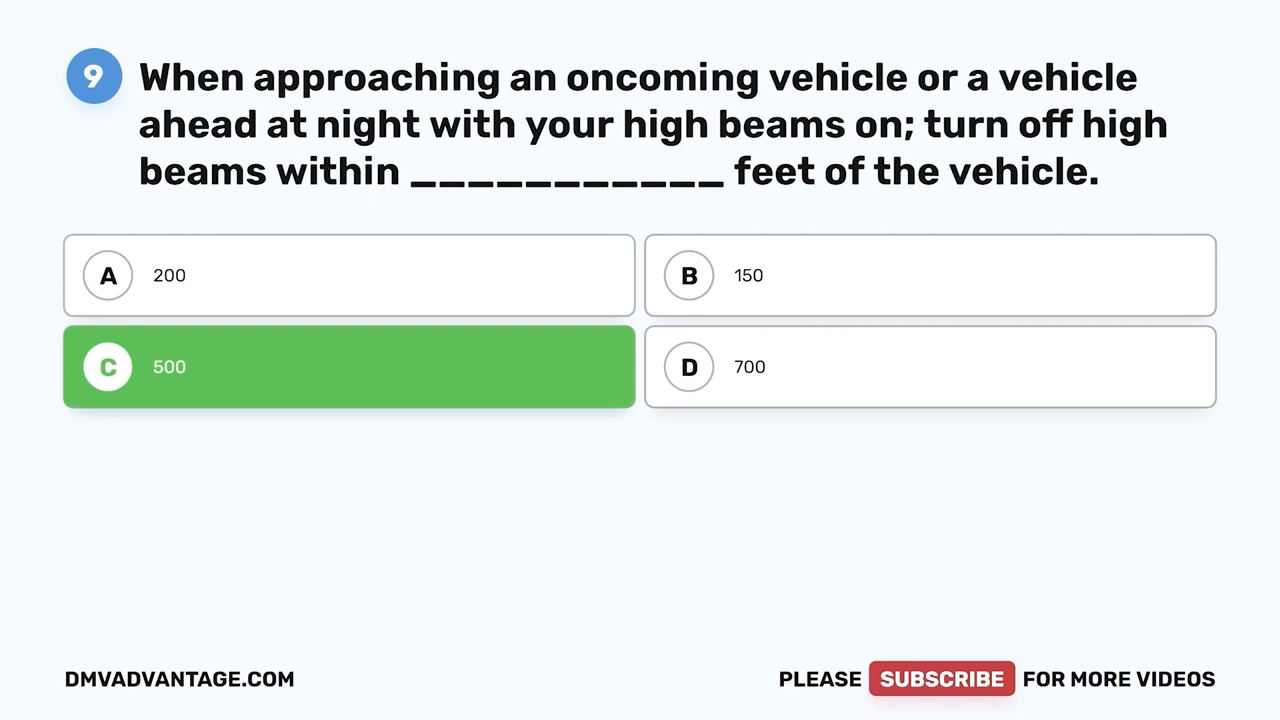 9
When approaching an oncoming vehicle or a vehicle
ahead at night with your high beams on; turn off high
beams within ___________ feet of the vehicle.
A 200
B 150
C 500
D 700
DMVADVANTAGE.COM
PLEASE SUBSCRIBE FOR MORE VIDEOS